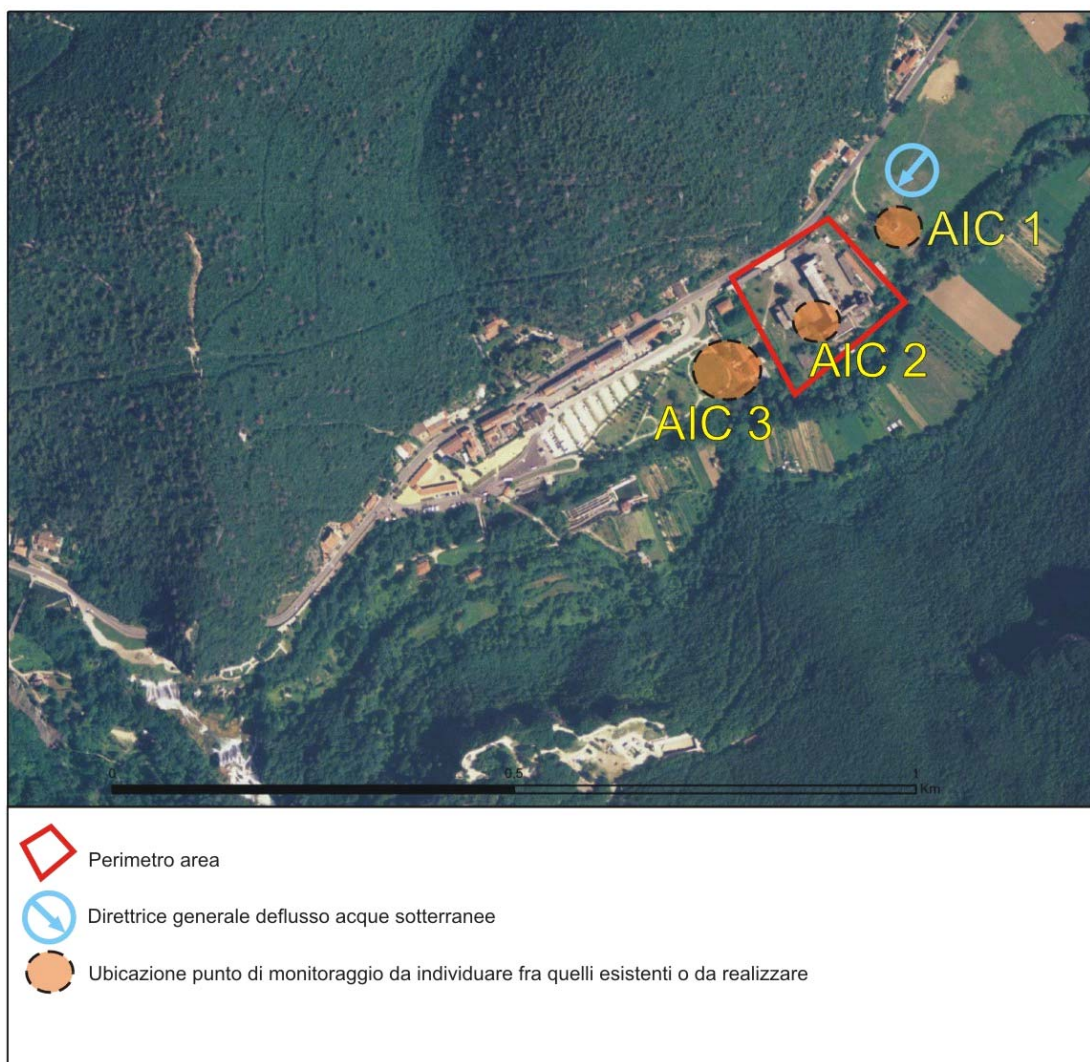 AIC 1
AIC 2
AIC 3
0 0.5 1
Km
Perimetro area
Direttrice generale deflusso acque sotterranee
Ubicazione punto di monitoraggio da individuare fra quelli esistenti o da realizzare